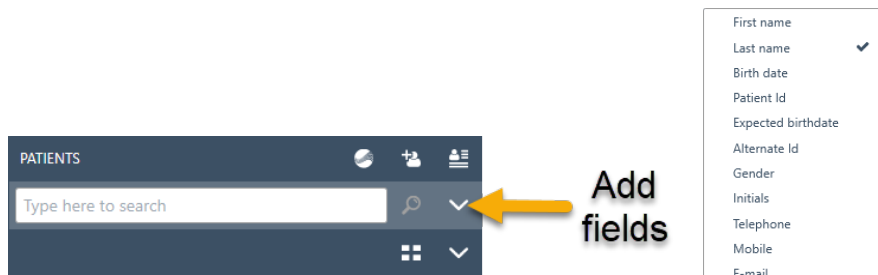 PATIENTS
Type here to search
Add
fields
First name
Last name
Birth date
Patient Id
Expected birthdate
Alternate Id
Gender
Initials
Telephone
Mobile
E-mail